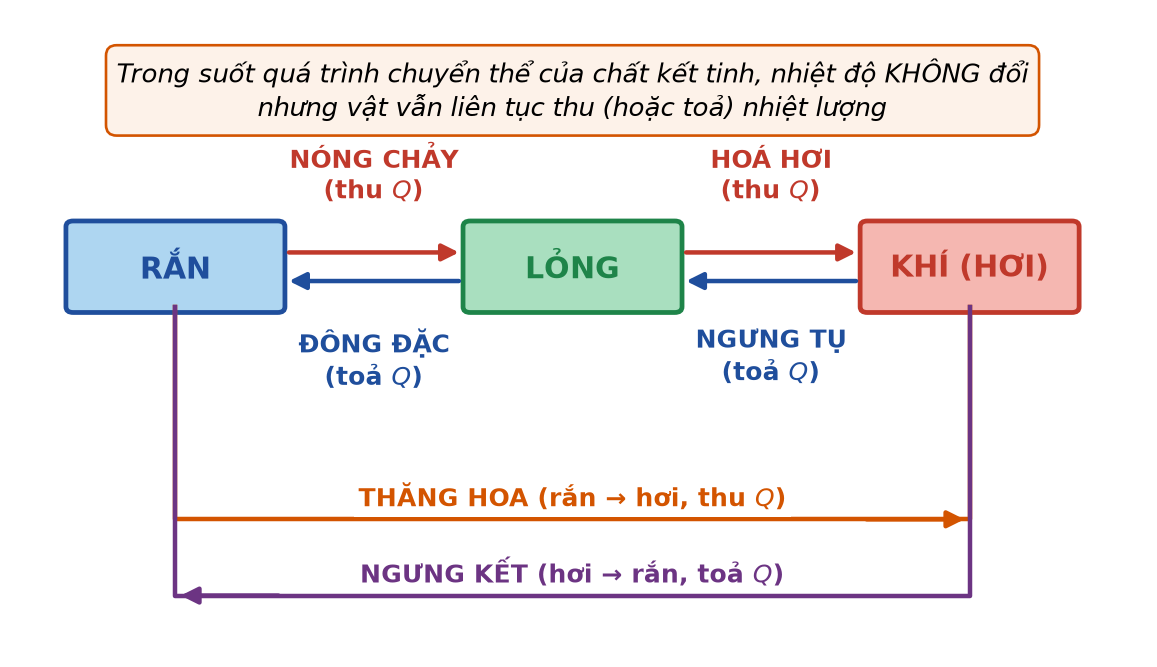 Trong suốt quá trình chuyển thể của chất kết tinh, nhiệt độ KHÔNG đổi
nhưng vật vẫn liên tục thu (hoặc toả) nhiệt lượng
NÓNG CHẢY
(thu Q)
HOÁ HƠI
(thu Q)
RẮN
LỎNG
KHÍ (HƠI)
ĐÔNG ĐẶC
(toả Q)
NGƯNG TỤ
(toả Q)
THĂNG HOA (rắn → hơi, thu Q)
NGƯNG KẾT (hơi → rắn, toả Q)